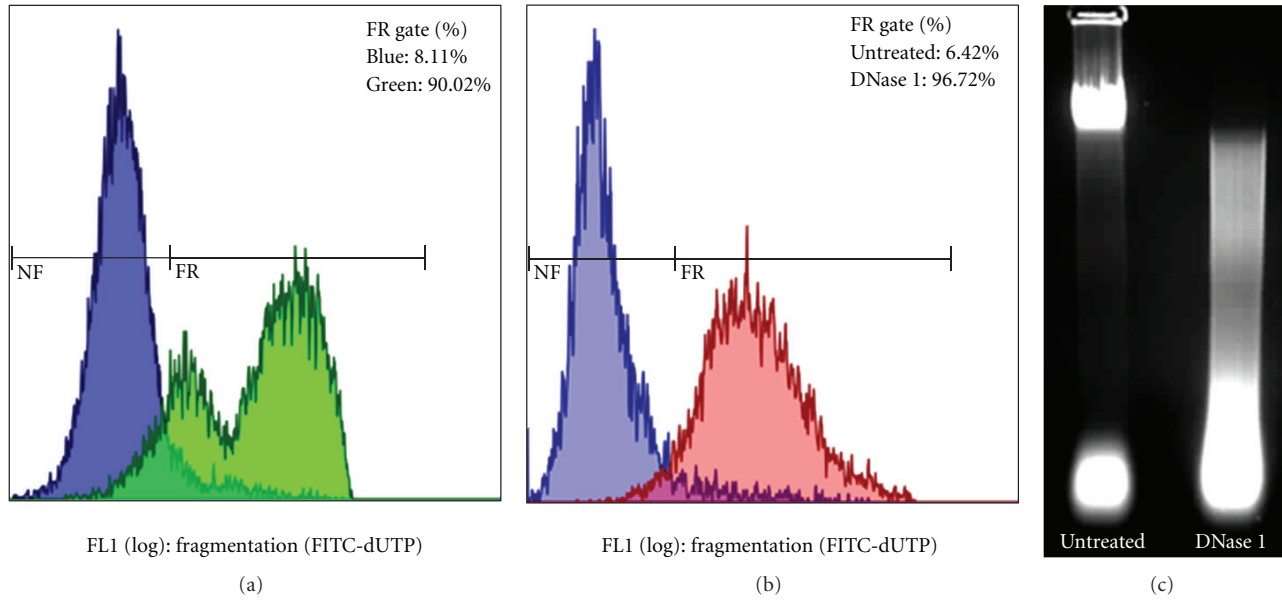 FR gate (%)
Blue: 8.11%
Green: 90.02%
NF
FR
FL1 (log): fragmentation (FITC-dUTP)
(a)
FR gate (%)
Untreated: 6.42%
DNase 1: 96.72%
NF
FR
FL1 (log): fragmentation (FITC-dUTP)
(b)
Untreated
DNase 1
(c)